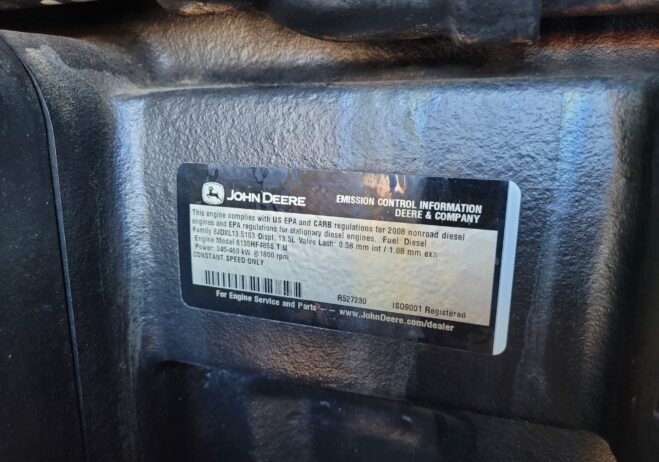 JOHN DEERE
EMISSION CONTROL INFORMATION
DEERE & COMPANY
This engine complies with US EPA and CARB regulations for 2008 nonroad diesel
engines and EPA regulations for stationary diesel engines. Fuel: Diesel
Family 8JDXL13.5103 Displ. 13.5L Valve Lash: 0.58 mm int / 1.08 mm exh
Engine Model 6135HF485S,T,U
Power: 345-460 kW @ 1800 rpm
CONSTANT SPEED ONLY
R527230 ISO9001 Registered
For Engine Service and Parts -- www.JohnDeere.com/dealer